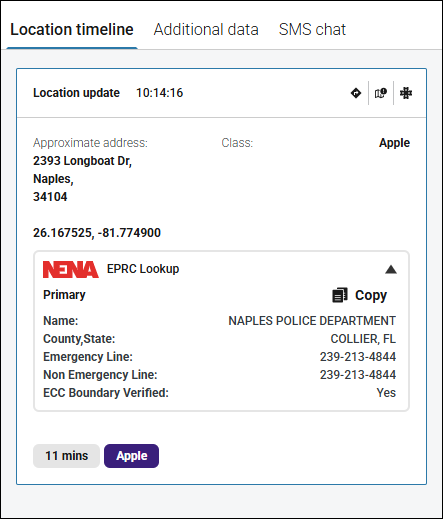 Location timeline Additional data SMS chat
Location update 10:14:16
Approximate address: Class: Apple
2393 Longboat Dr,
Naples,
34104
26.167525, -81.774900
NENA EPRC Lookup
Primary Copy
Name: NAPLES POLICE DEPARTMENT
County,State: COLLIER, FL
Emergency Line: 239-213-4844
Non Emergency Line: 239-213-4844
ECC Boundary Verified: Yes
11 mins Apple